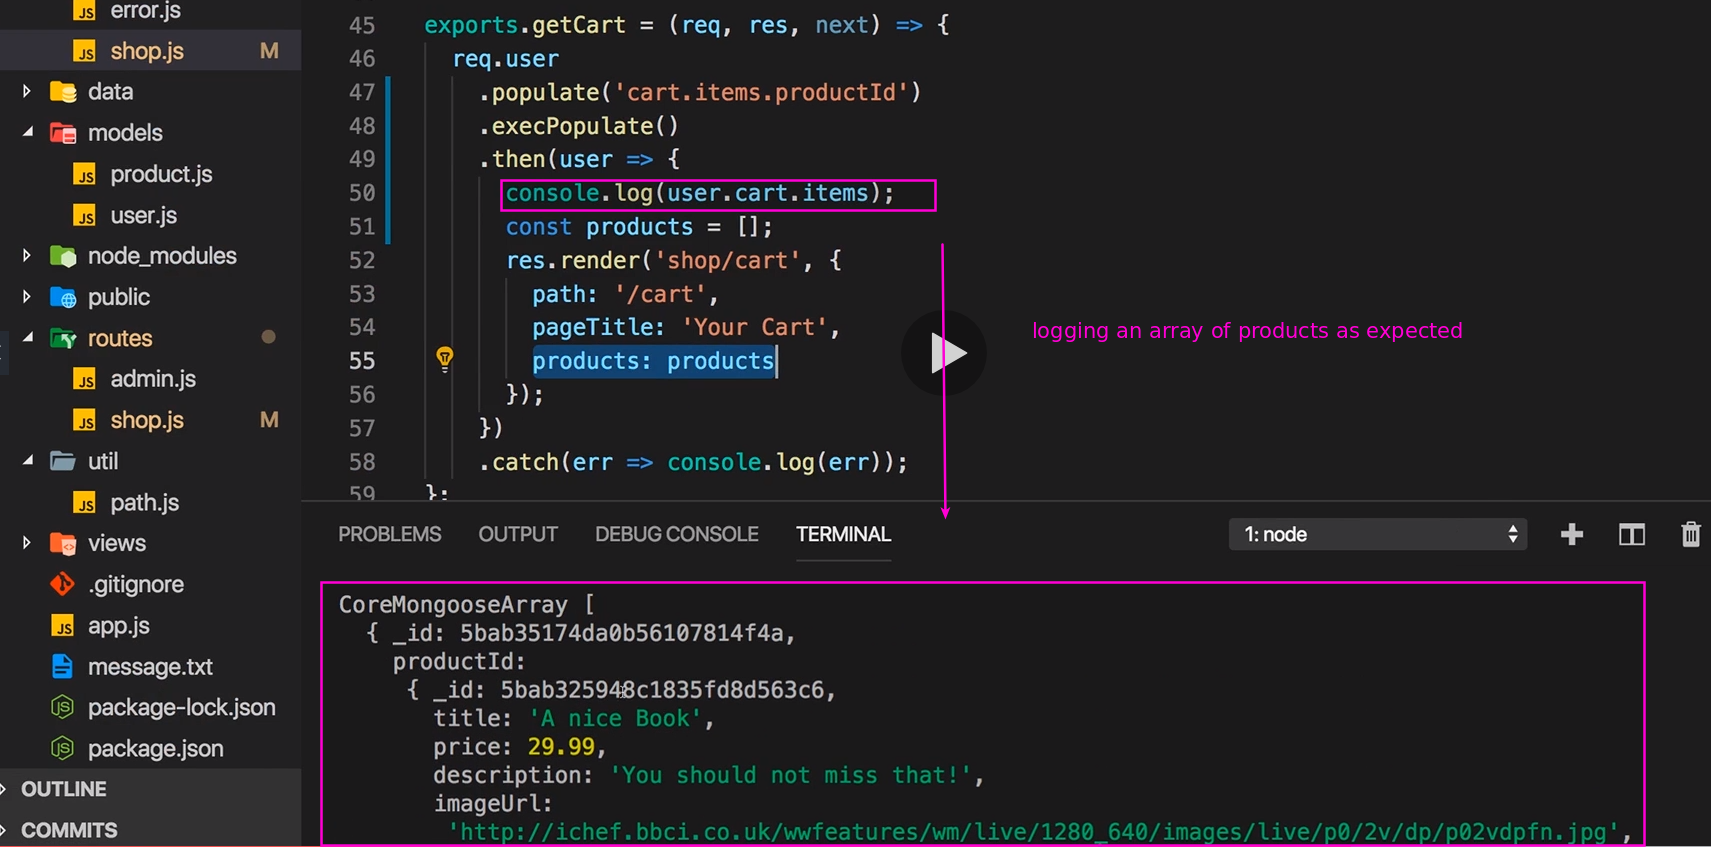 error.js
shop.js M
data
models
product.js
user.js
node_modules
public
routes
admin.js
shop.js M
util
path.js
views
.gitignore
app.js
message.txt
package-lock.json
package.json
OUTLINE
COMMITS
45 exports.getCart = (req, res, next) => {
46 req.user
47 .populate('cart.items.productId')
48 .execPopulate()
49 .then(user => {
50 console.log(user.cart.items);
51 const products = [];
52 res.render('shop/cart', {
53 path: '/cart',
54 pageTitle: 'Your Cart',
55 products: products
56 });
57 })
58 .catch(err => console.log(err));
59 };
logging an array of products as expected
PROBLEMS OUTPUT DEBUG CONSOLE TERMINAL 1: node
CoreMongooseArray [
{ _id: 5bab35174da0b56107814f4a,
productId:
{ _id: 5bab325948c1835fd8d563c6,
title: 'A nice Book',
price: 29.99,
description: 'You should not miss that!',
imageUrl:
'http://ichef.bbci.co.uk/wwfeatures/wm/live/1280_640/images/live/p0/2v/dp/p02vdpfn.jpg',